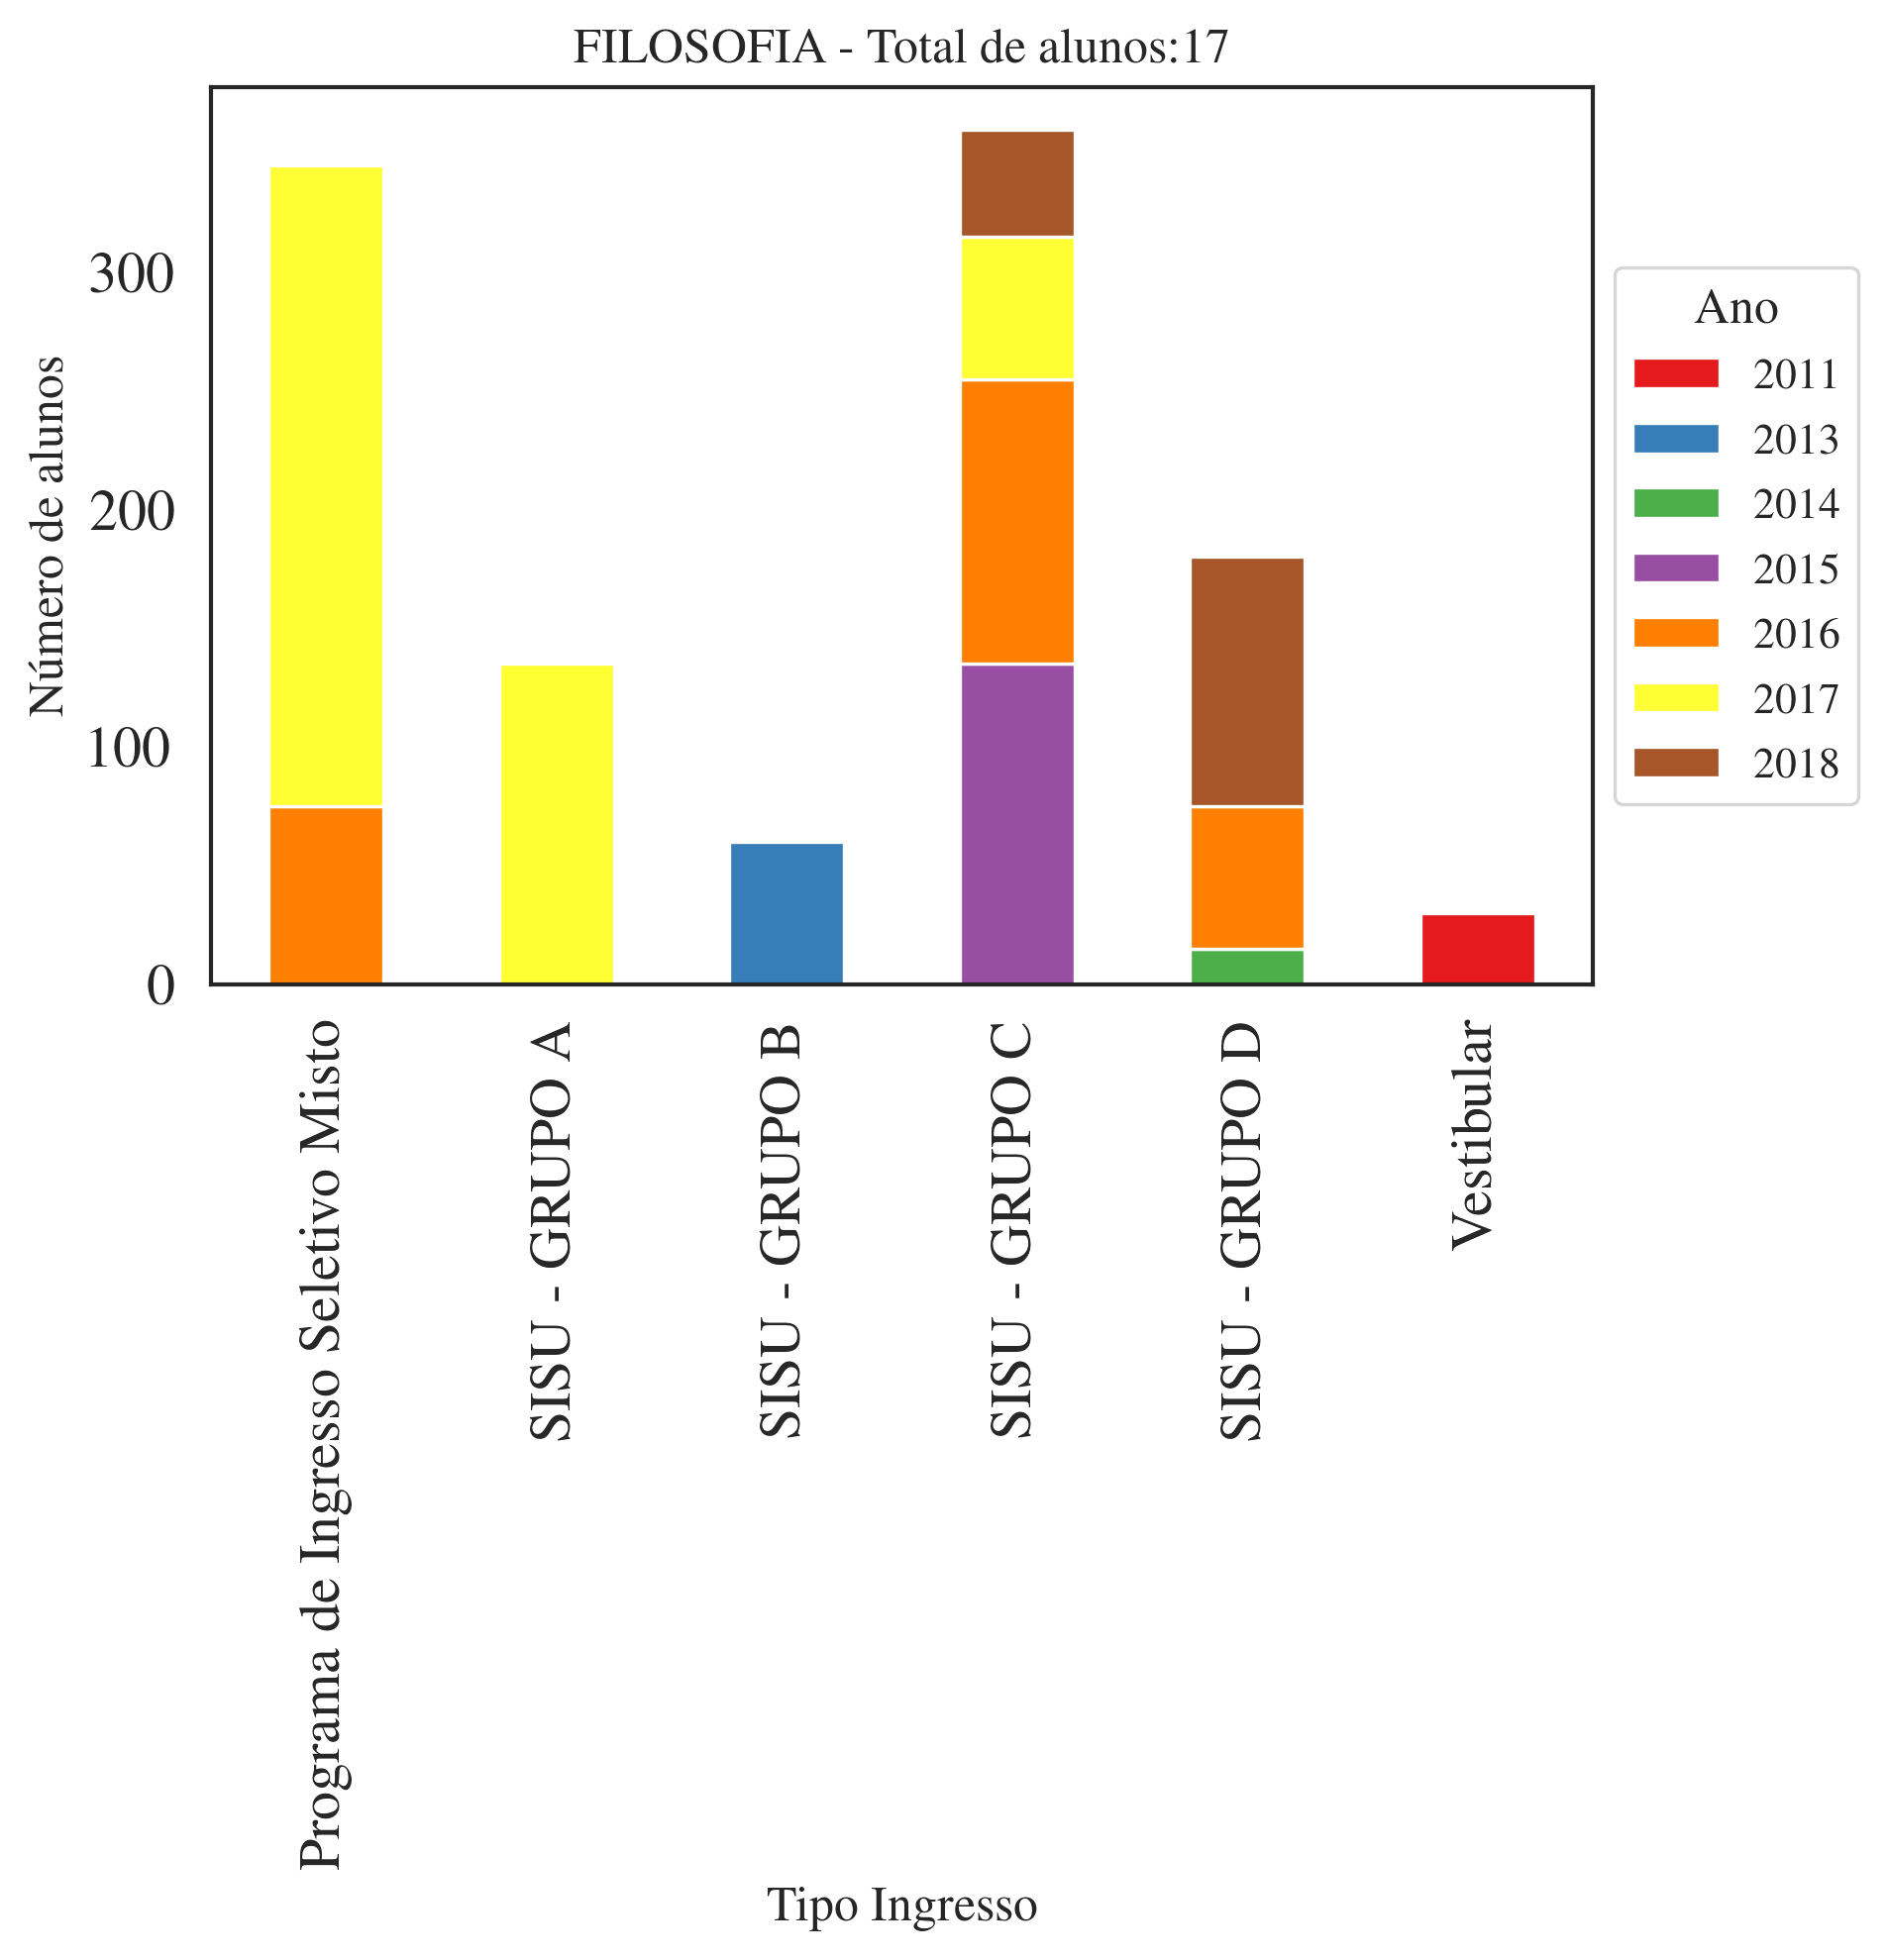 FILOSOFIA - Total de alunos:17
Número de alunos
300
200
100
0
Programa de Ingresso Seletivo Misto
SISU - GRUPO A
SISU - GRUPO B
SISU - GRUPO C
SISU - GRUPO D
Vestibular
Tipo Ingresso
Ano
2011
2013
2014
2015
2016
2017
2018